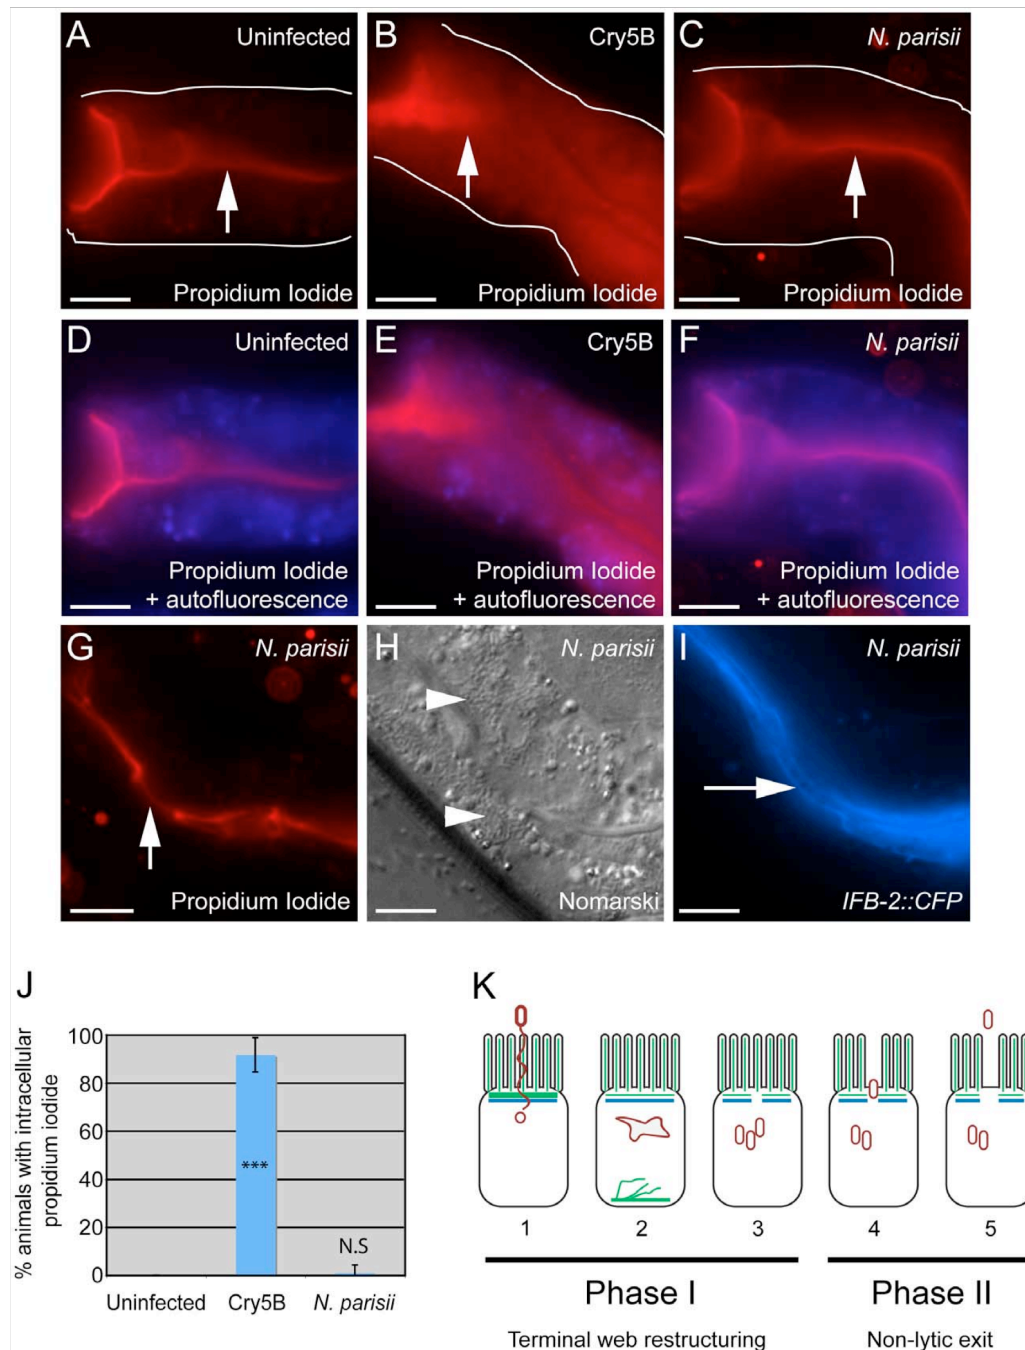 A
Uninfected
Propidium Iodide
B
Cry5B
Propidium Iodide
C
N. parisii
Propidium Iodide
D
Uninfected
Propidium Iodide
+ autofluorescence
E
Cry5B
Propidium Iodide
+ autofluorescence
F
N. parisii
Propidium Iodide
+ autofluorescence
G
N. parisii
Propidium Iodide
H
N. parisii
Nomarski
I
N. parisii
IFB-2::CFP
J
% animals with intracellular
propidium iodide
100
80
60
40
20
0
***
N.S
Uninfected
Cry5B
N. parisii
K
1
2
3
4
5
Phase I
Phase II
Terminal web restructuring
Non-lytic exit